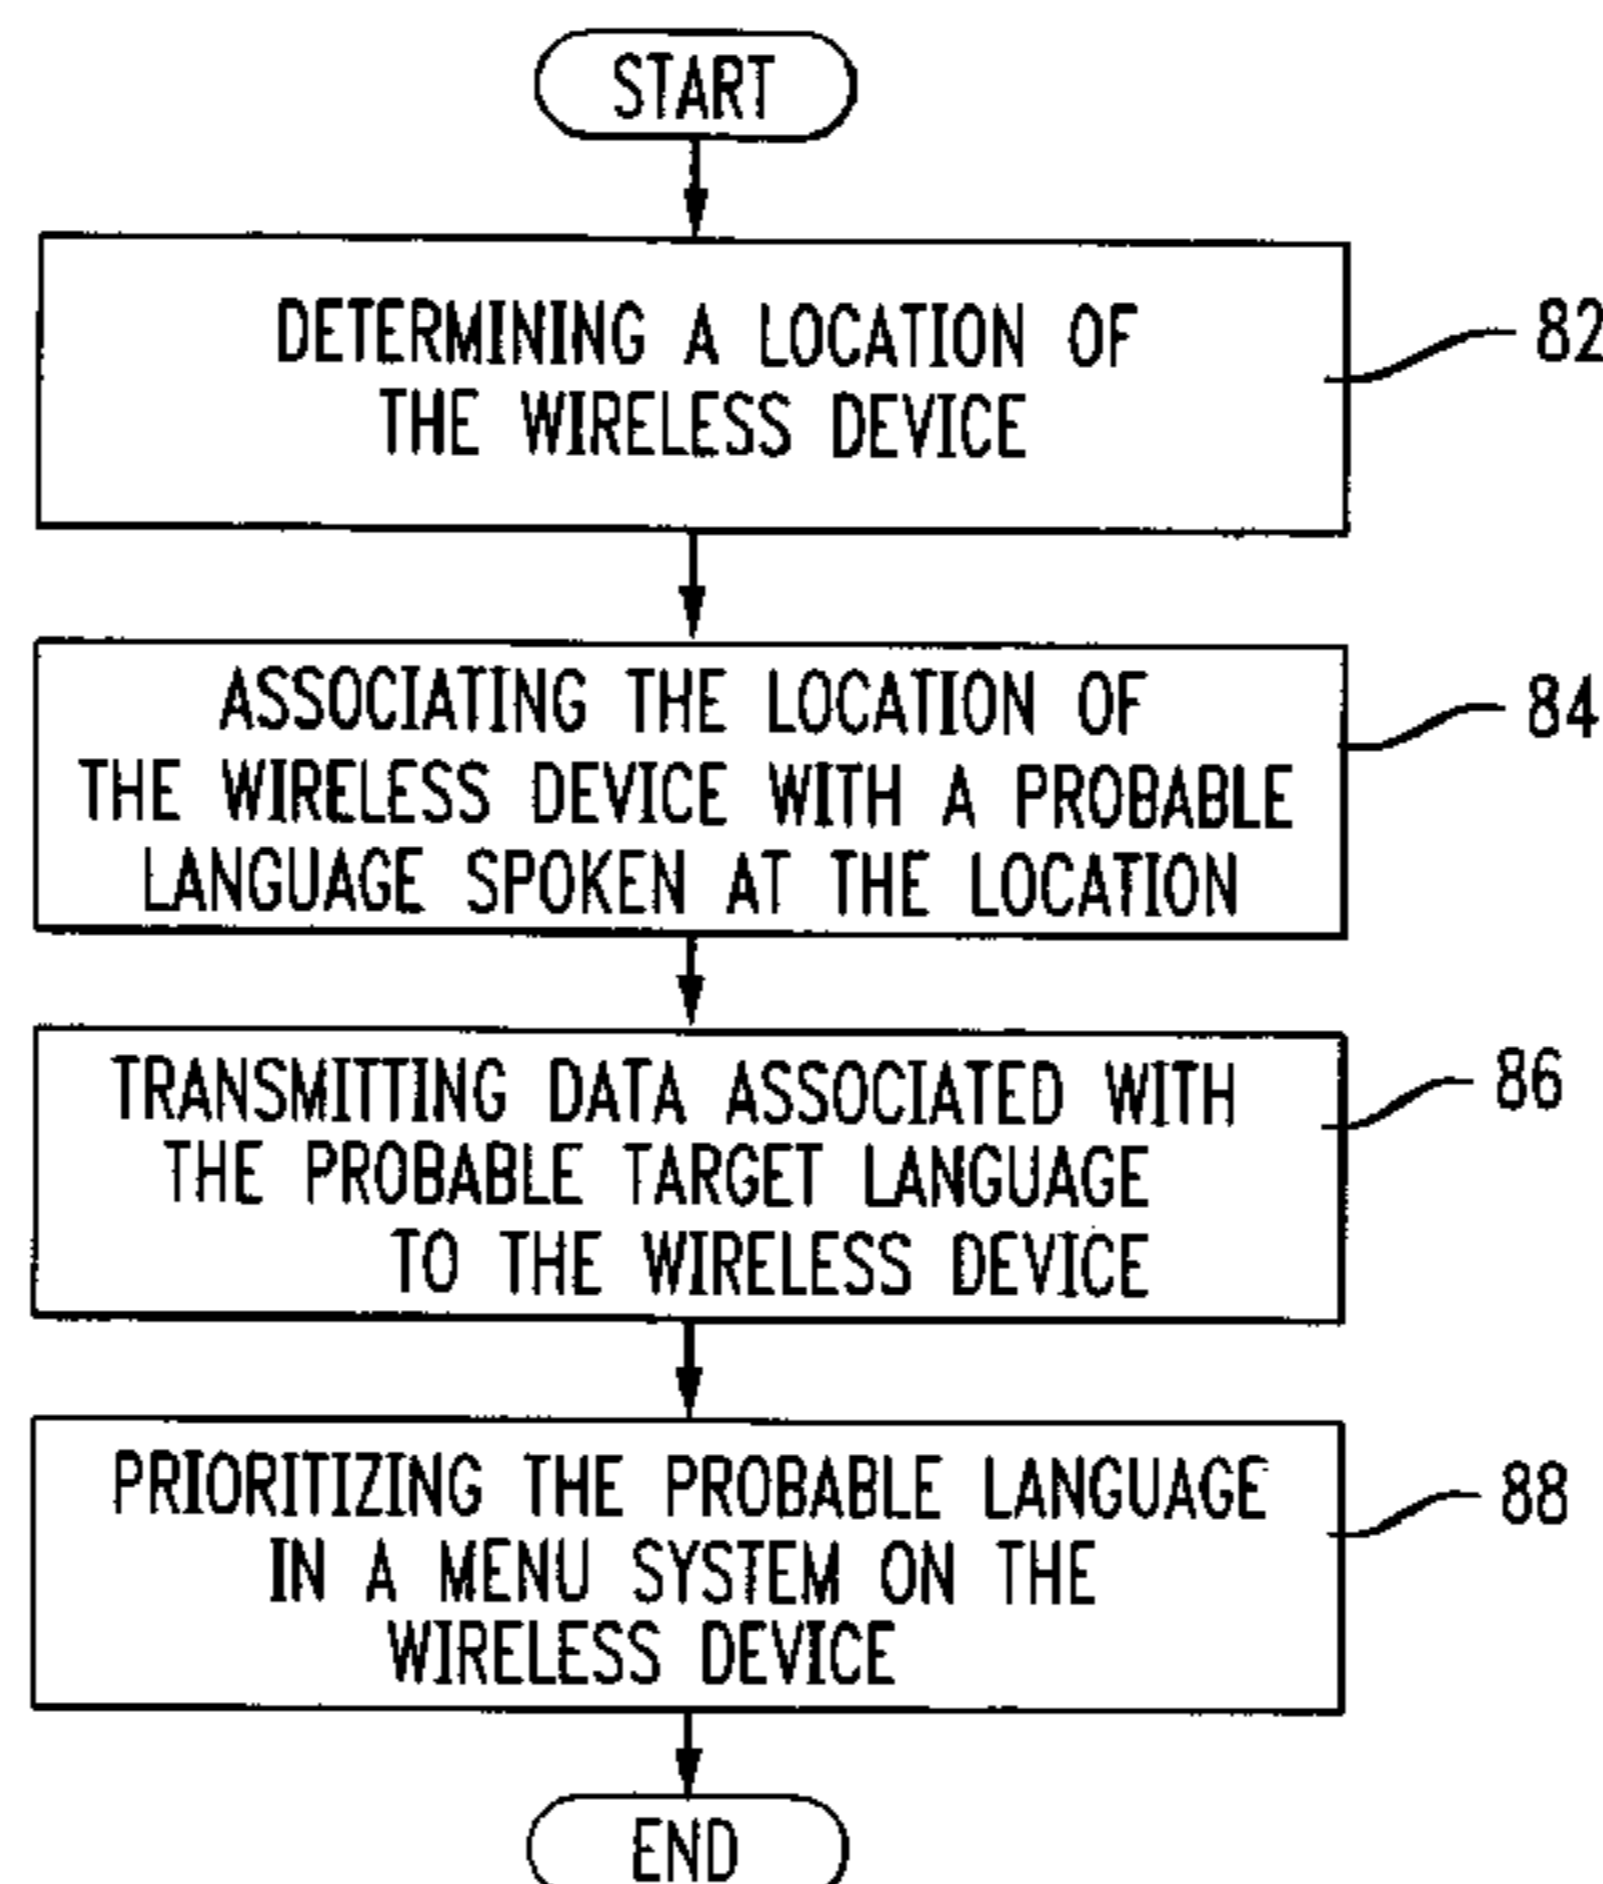 START
DETERMINING A LOCATION OF
THE WIRELESS DEVICE
82
ASSOCIATING THE LOCATION OF
THE WIRELESS DEVICE WITH A PROBABLE
LANGUAGE SPOKEN AT THE LOCATION
84
TRANSMITTING DATA ASSOCIATED WITH
THE PROBABLE TARGET LANGUAGE
TO THE WIRELESS DEVICE
86
PRIORITIZING THE PROBABLE LANGUAGE
IN A MENU SYSTEM ON THE
WIRELESS DEVICE
88
END